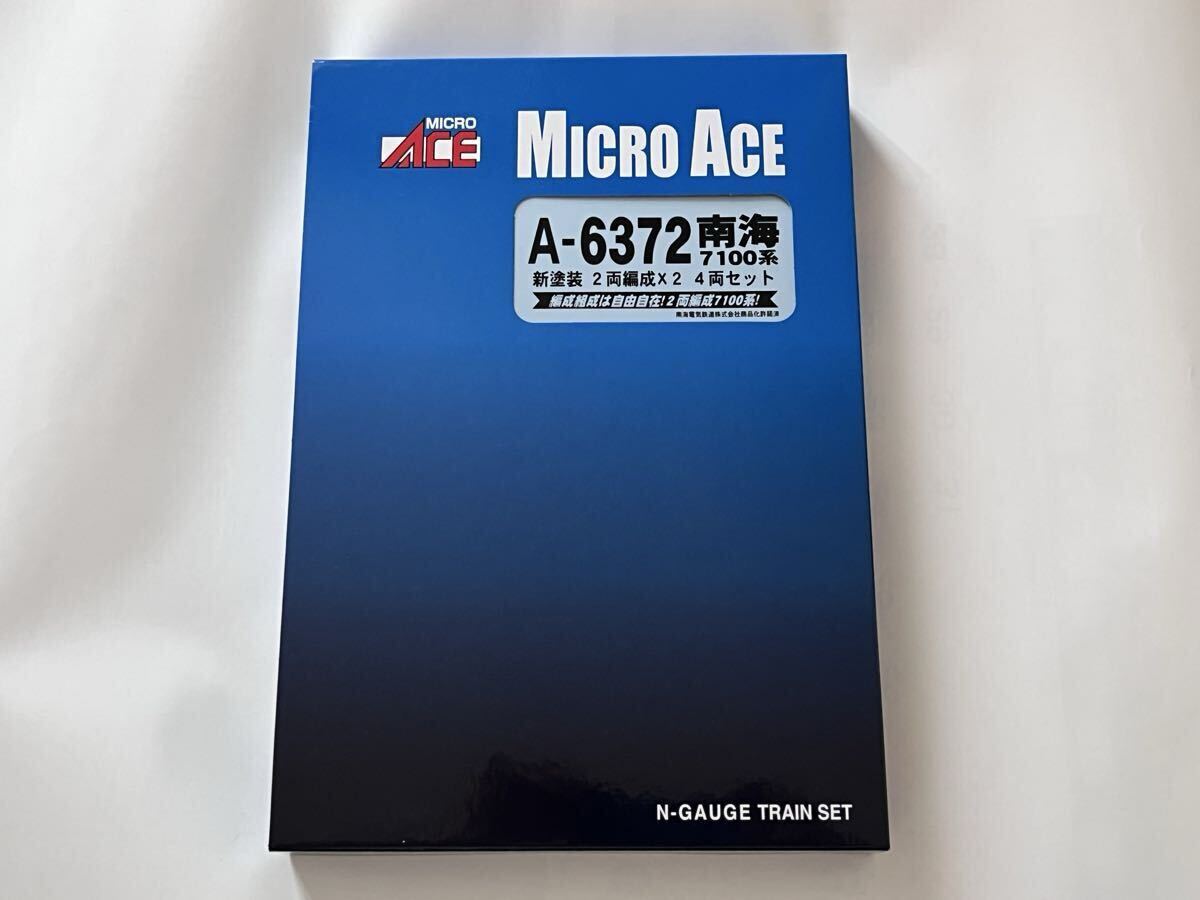 MICRO
ACE
MICRO ACE
A-6372 南海
7100系
新塗装 2両編成X2 4両セット
編成組成は自由自在!2両編成7100系!
南海電気鉄道株式会社商品化許諾済
N-GAUGE TRAIN SET